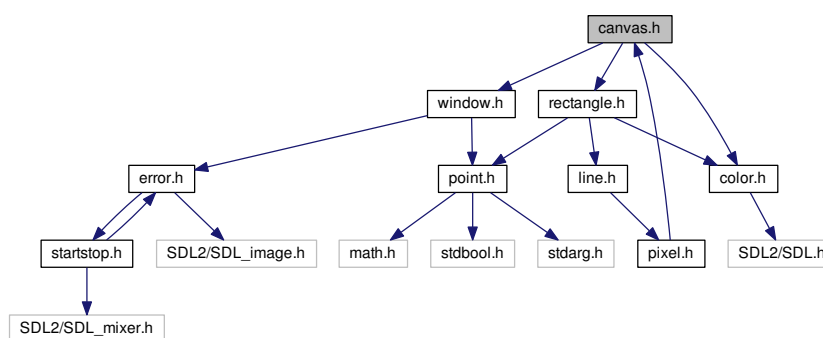 canvas.h
window.h
rectangle.h
error.h
point.h
line.h
color.h
startstop.h
SDL2/SDL_image.h
math.h
stdbool.h
stdarg.h
pixel.h
SDL2/SDL.h
SDL2/SDL_mixer.h